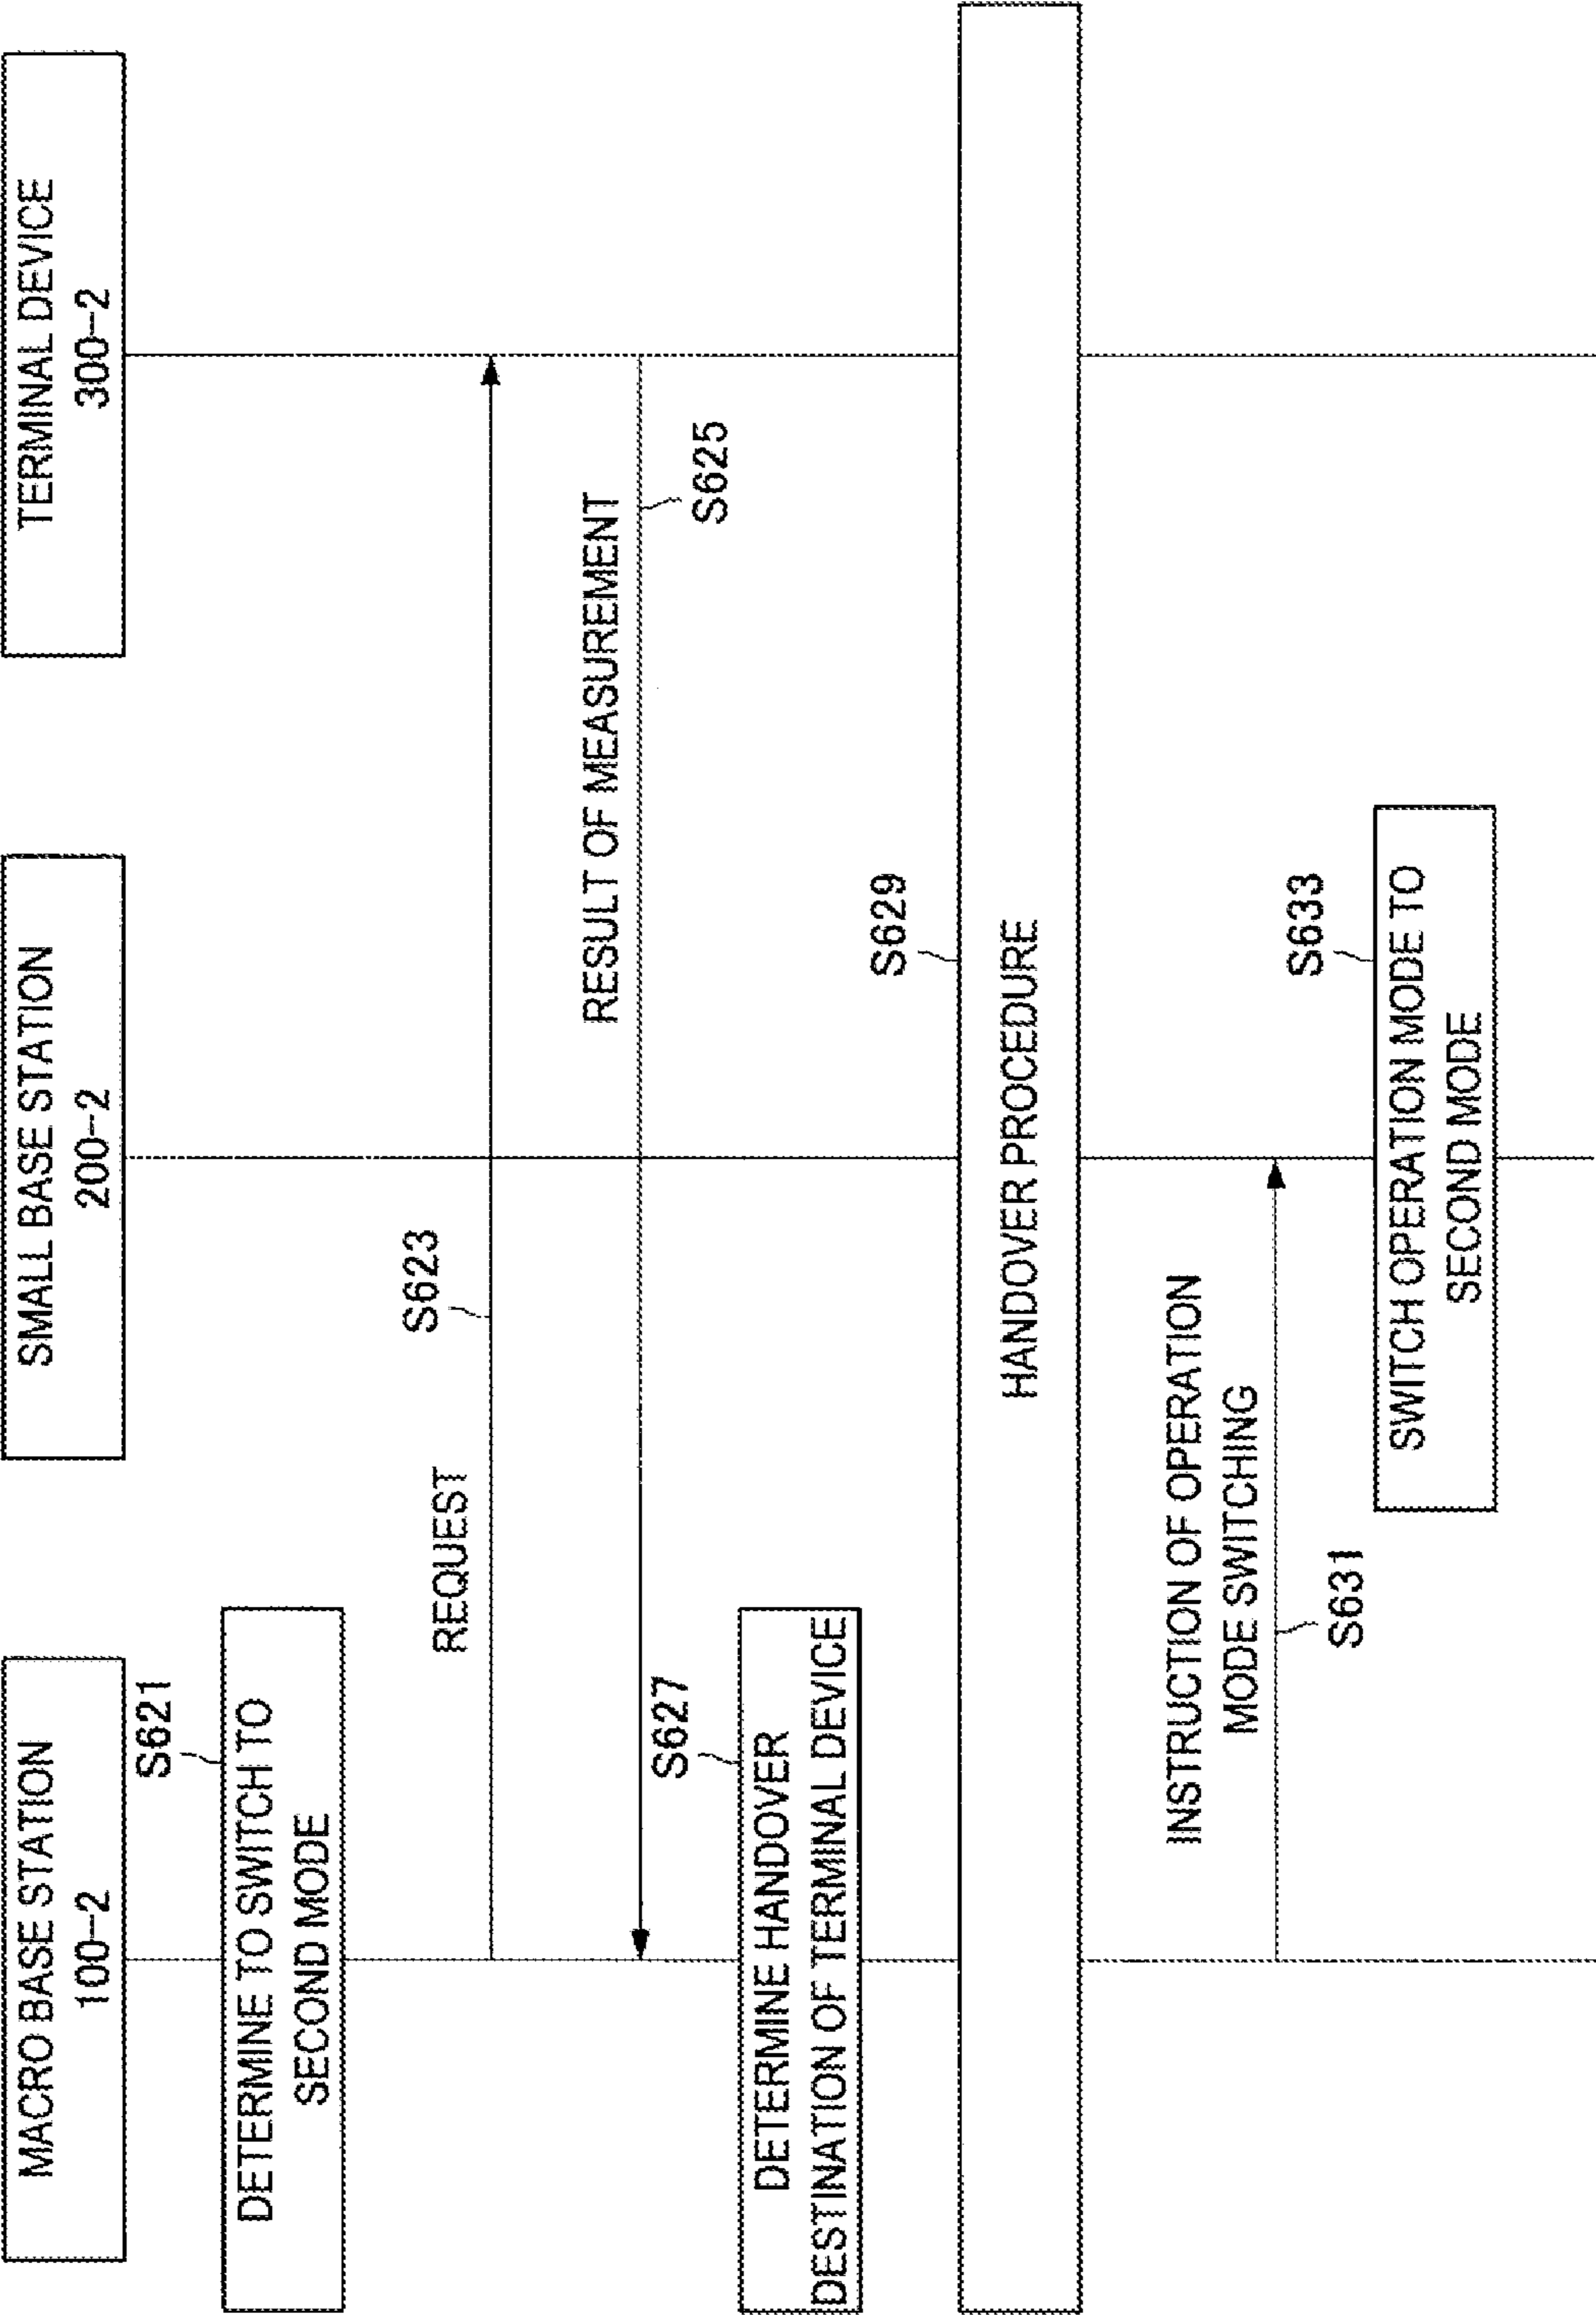 MACRO BASE STATION
100-2
SMALL BASE STATION
200-2
TERMINAL DEVICE
300-2
S621
DETERMINE TO SWITCH TO
SECOND MODE
REQUEST
S623
RESULT OF MEASUREMENT
S625
S627
DETERMINE HANDOVER
DESTINATION OF TERMINAL DEVICE
S629
HANDOVER PROCEDURE
INSTRUCTION OF OPERATION
MODE SWITCHING
S631
S633
SWITCH OPERATION MODE TO
SECOND MODE